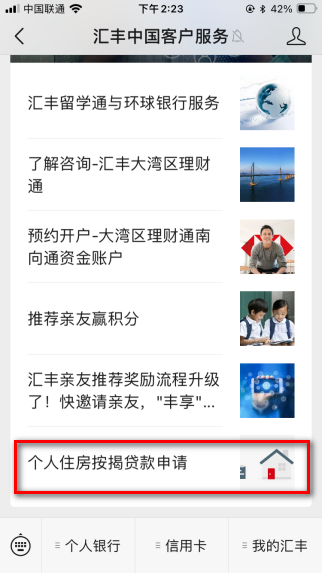 中国联通
下午2:23
42%
汇丰中国客户服务
汇丰留学通与环球银行服务
了解咨询-汇丰大湾区理财
通
预约开户-大湾区理财通南
向通资金账户
推荐亲友赢积分
汇丰亲友推荐奖励流程升级
了！快邀请亲友，"丰享"...
个人住房按揭贷款申请
个人银行
信用卡
我的汇丰